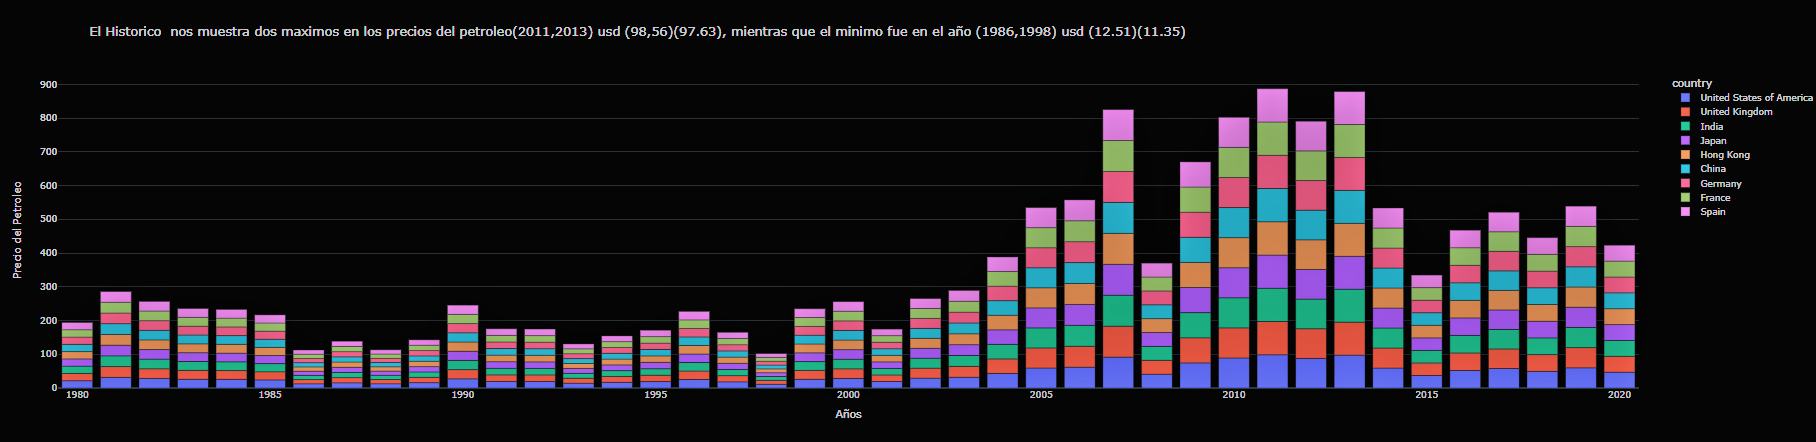 El Historico  nos muestra dos maximos en los precios del petroleo(2011,2013) usd (98,56)(97.63), mientras que el minimo fue en el año (1986,1998) usd (12.51)(11.35)
Precio del Petroleo
900
800
700
600
500
400
300
200
100
0
1980
1985
1990
1995
2000
2005
2010
2015
2020
Años
country
United States of America
United Kingdom
India
Japan
Hong Kong
China
Germany
France
Spain